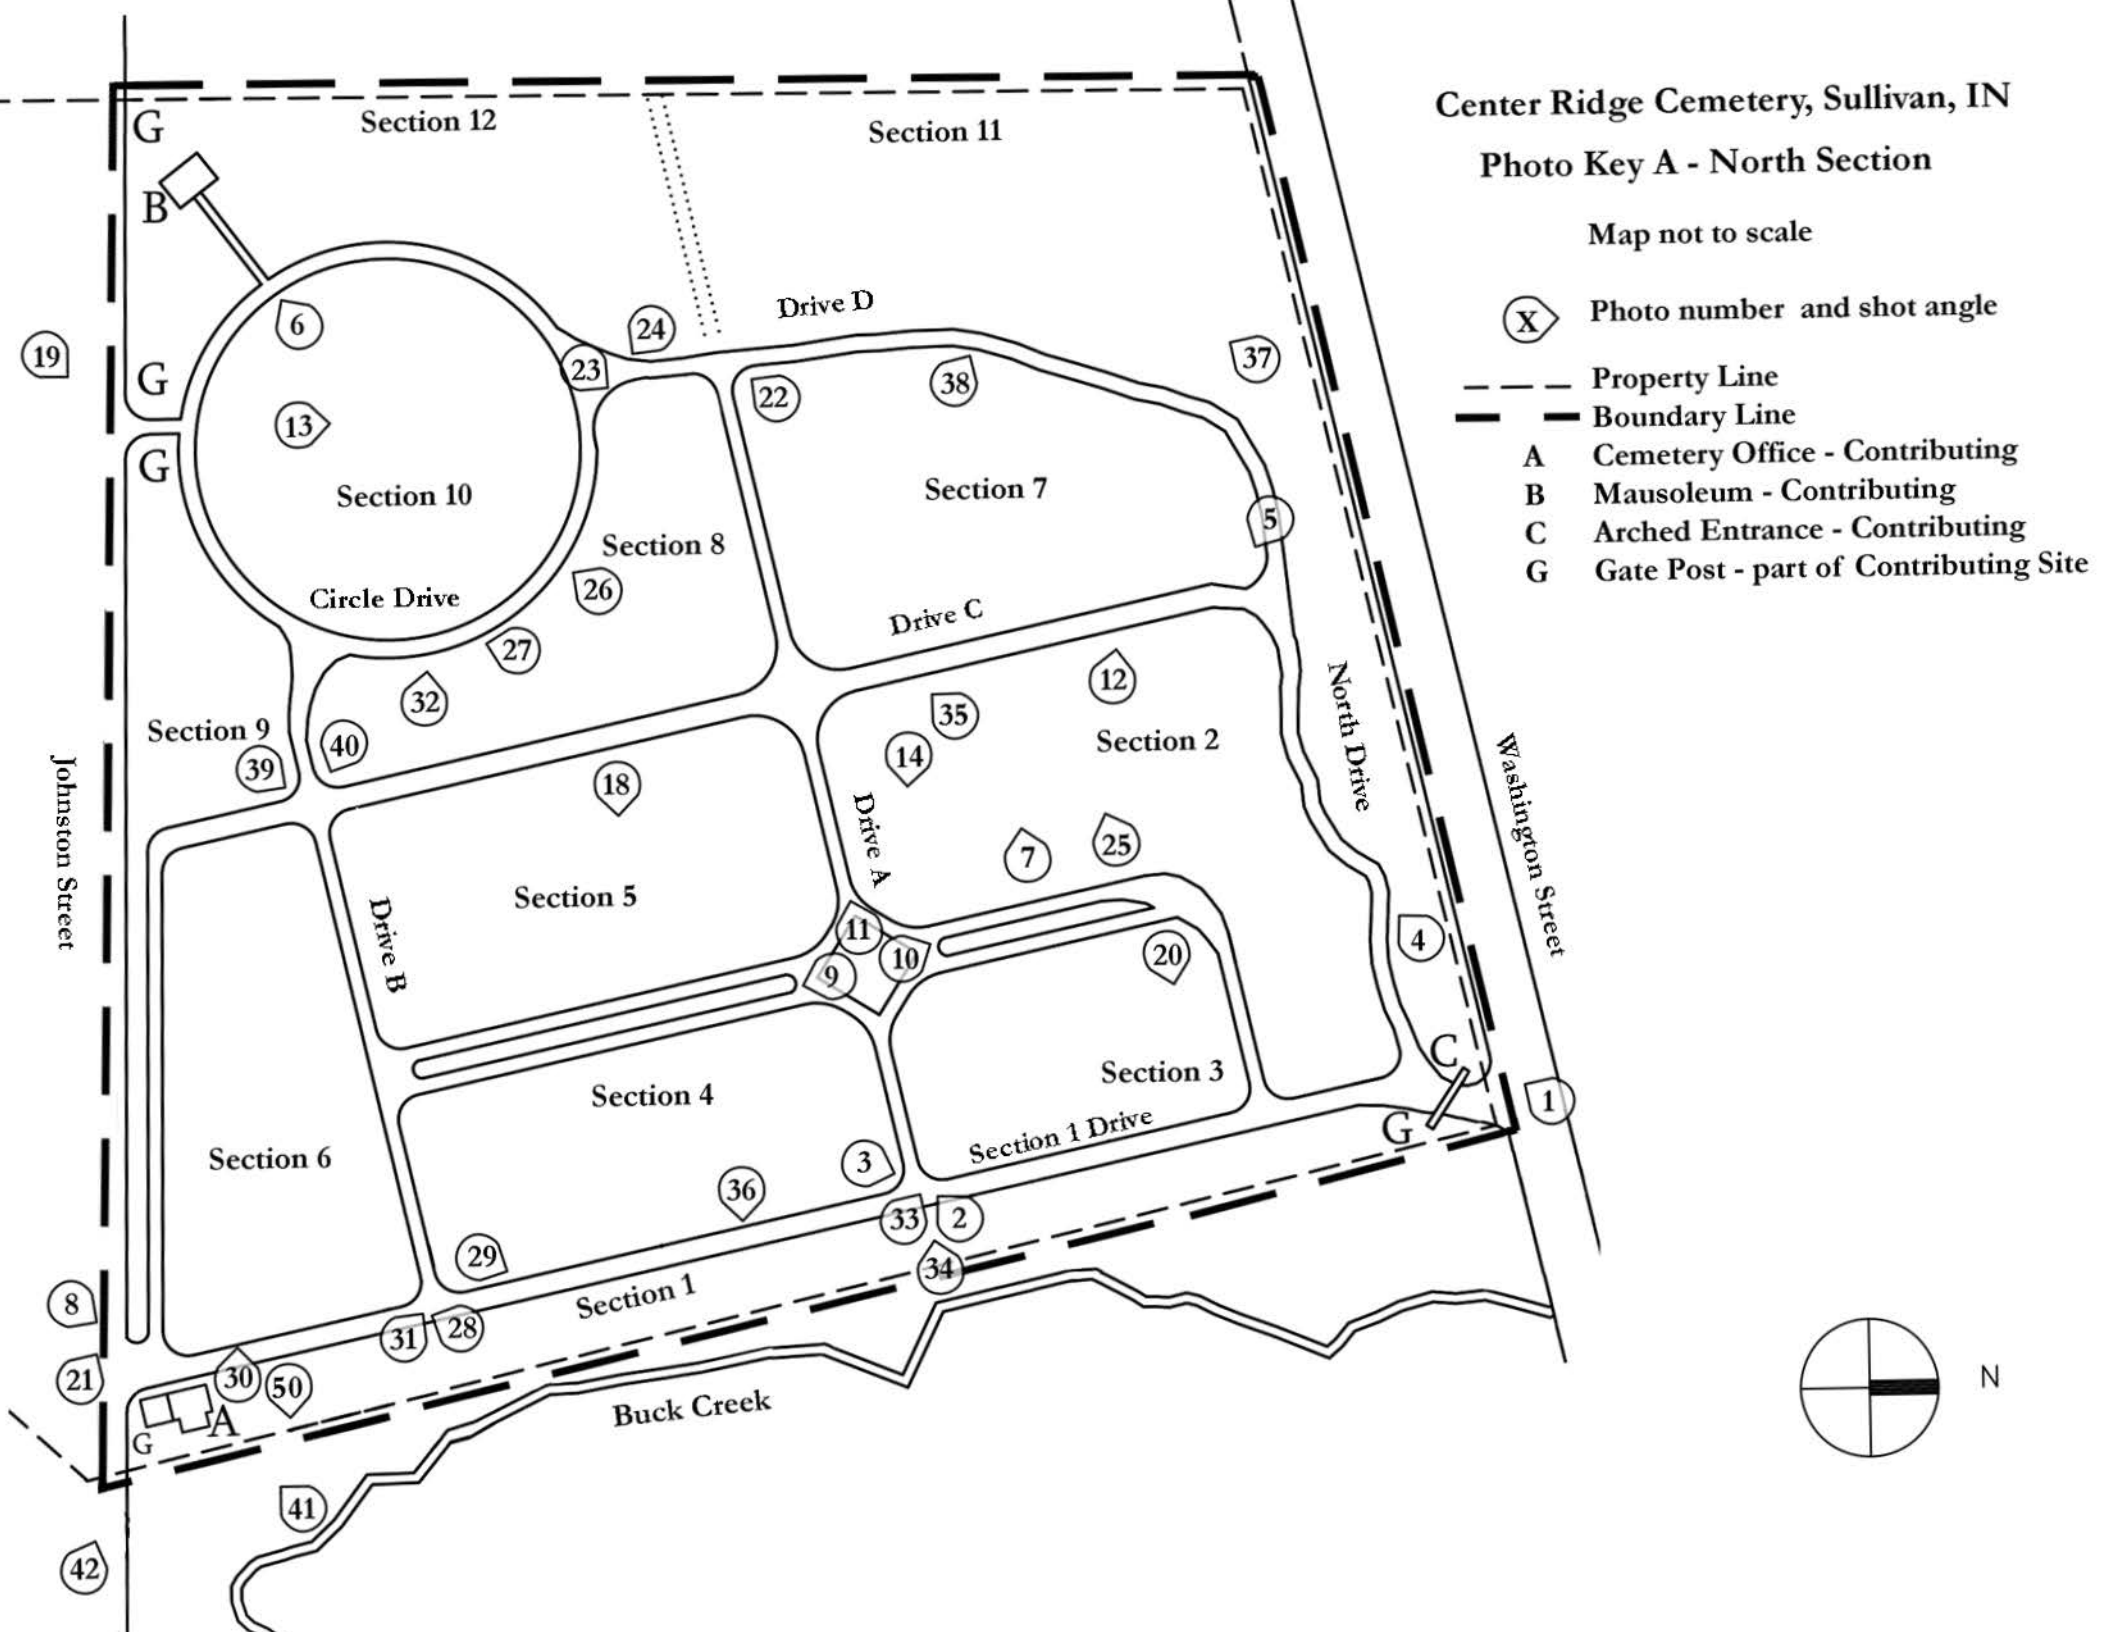 Center Ridge Cemetery, Sullivan, IN
Photo Key A - North Section
Map not to scale
X Photo number and shot angle
Property Line
Boundary Line
A Cemetery Office - Contributing
B Mausoleum - Contributing
C Arched Entrance - Contributing
G Gate Post - part of Contributing Site
G
Section 12
Section 11
B
Drive D
6
24
19
23
37
G
22
38
13
G
Section 10
Section 7
5
Section 8
26
Circle Drive
Drive C
27
12
32
35
Section 9
40
Section 2
North Drive
39
14
18
Johnston Street
Drive A
Washington Street
7
25
Section 5
Drive B
11
10
9
20
4
C
Section 4
Section 3
1
G
Section 1 Drive
Section 6
3
36
33
2
29
34
Section 1
8
31
28
21
30
50
A
G
Buck Creek
N
41
42